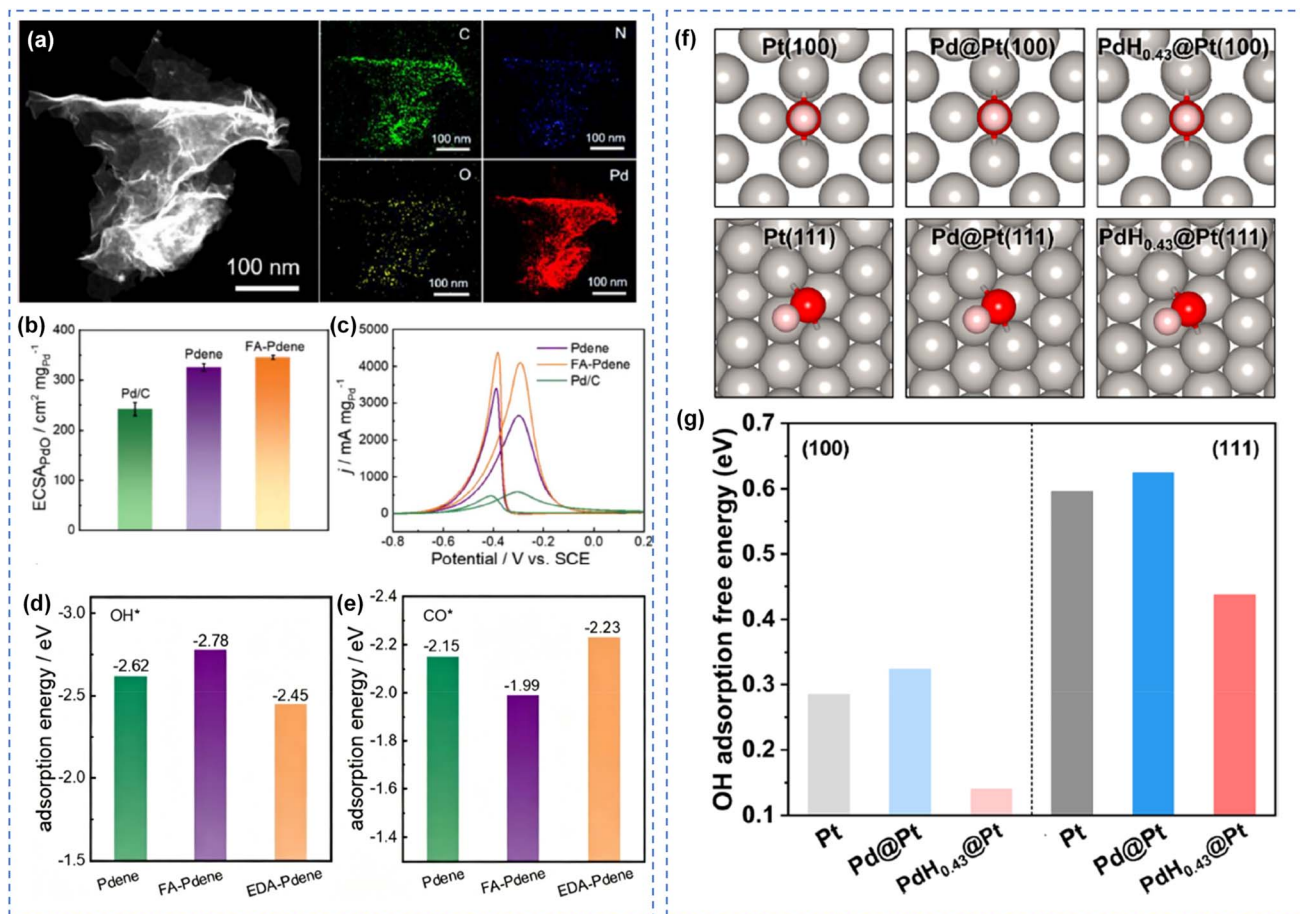 (a)
100 nm
C
100 nm
N
100 nm
O
100 nm
Pd
100 nm
(b)
ECSA_PdO / cm² mg_Pd⁻¹
400
300
200
100
0
Pd/C
Pdene
FA-Pdene
(c)
j / mA mg_Pd⁻¹
5000
4000
3000
2000
1000
0
Pdene
FA-Pdene
Pd/C
-0.8 -0.6 -0.4 -0.2 0.0 0.2
Potential / V vs. SCE
(d)
OH*
adsorption energy / eV
-3.0
-2.5
-2.0
-1.5
-2.62
-2.78
-2.45
Pdene
FA-Pdene
EDA-Pdene
(e)
CO*
adsorption energy / eV
-2.4
-2.2
-2.0
-1.8
-1.6
-1.4
-2.15
-1.99
-2.23
Pdene
FA-Pdene
EDA-Pdene
(f)
Pt(100)
Pd@Pt(100)
PdH₀.₄₃@Pt(100)
Pt(111)
Pd@Pt(111)
PdH₀.₄₃@Pt(111)
(g)
OH adsorption free energy (eV)
0.7
0.6
0.5
0.4
0.3
0.2
0.1
(100)
(111)
Pt
Pd@Pt
PdH₀.₄₃@Pt
Pt
Pd@Pt
PdH₀.₄₃@Pt